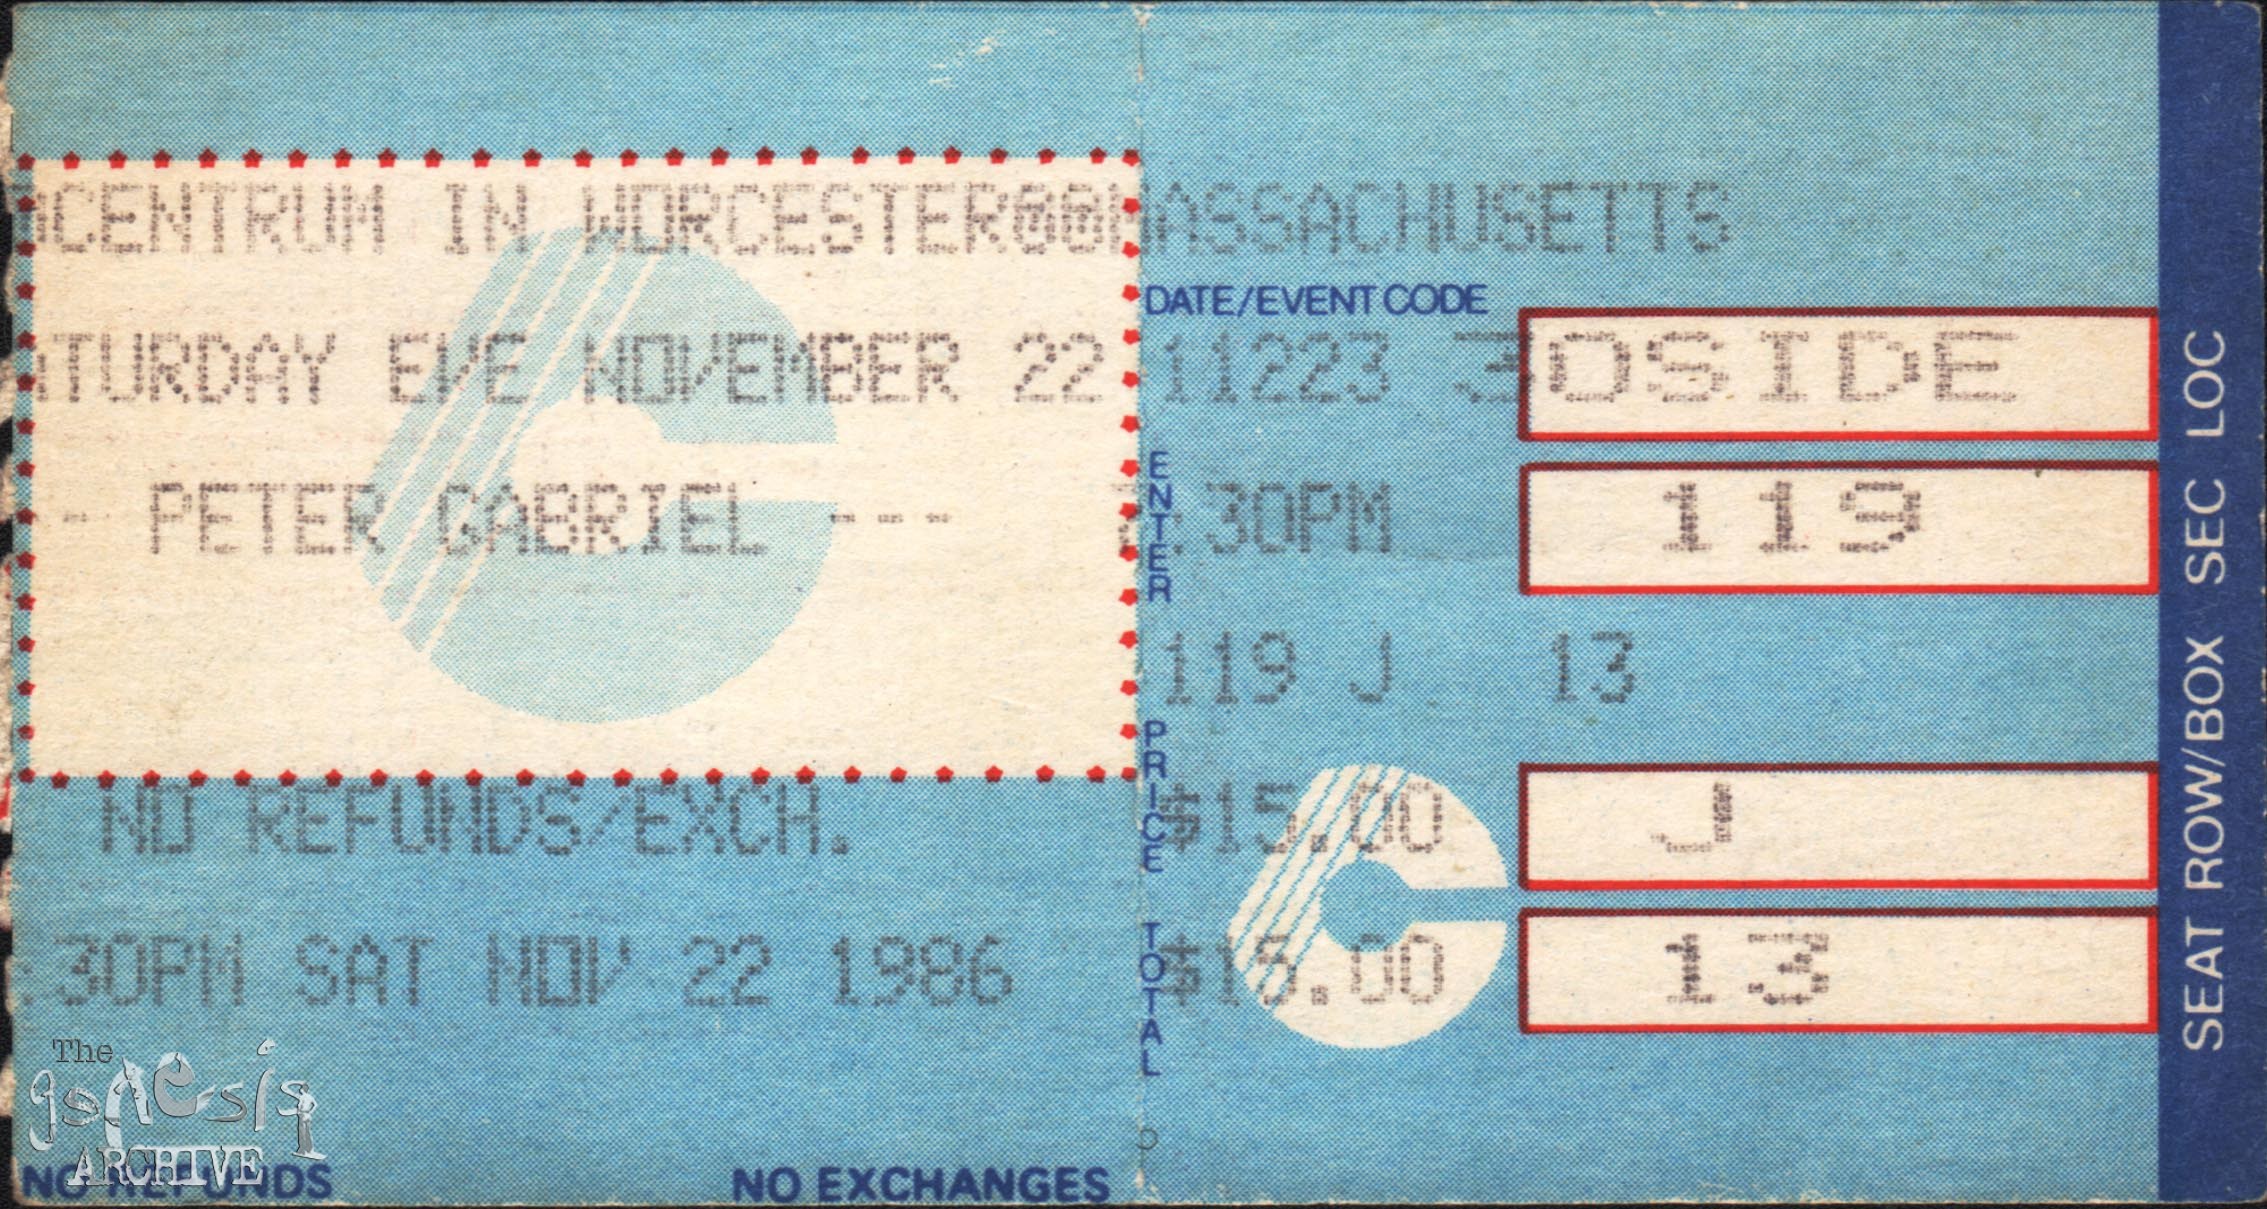 CENTRUM IN WORCESTER MASSACHUSETTS
DATE/EVENT CODE
TURDAY EVE NOVEMBER 22 11223 3 OSIDE
- PETER GABRIEL --- :30PM 119
ENTER
119 J 13
PRICE
NO REFUNDS/EXCH. $15.00 J
TOTAL
:30PM SAT NOV 22 1986 $15.00 13
SEAT ROW/BOX SEC LOC
The
genesis
ARCHIVE
NO REFUNDS NO EXCHANGES